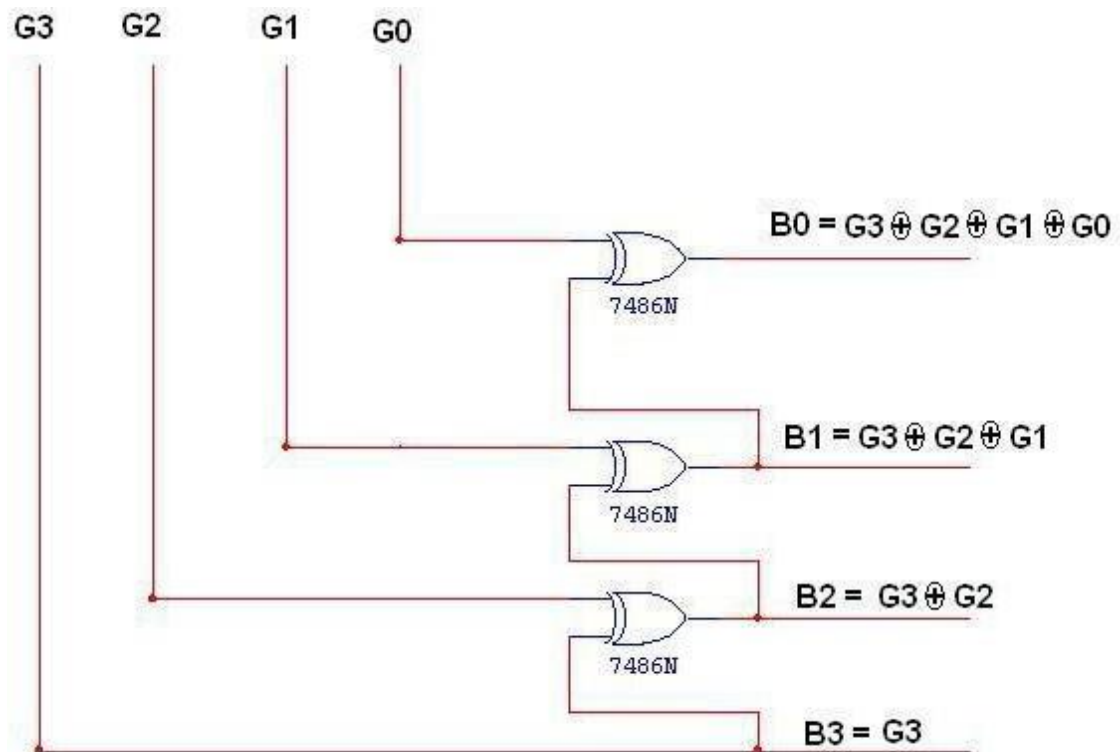 G3 G2 G1 G0
B0 = G3 ⊕ G2 ⊕ G1 ⊕ G0
7486N
B1 = G3 ⊕ G2 ⊕ G1
7486N
B2 = G3 ⊕ G2
7486N
B3 = G3